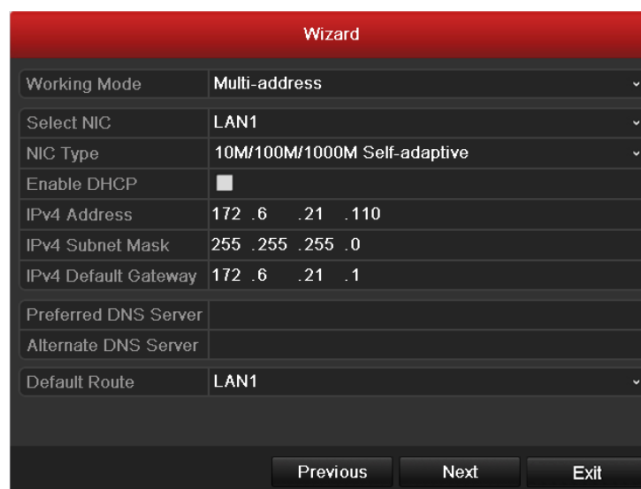 Wizard
Working Mode Multi-address
Select NIC LAN1
NIC Type 10M/100M/1000M Self-adaptive
Enable DHCP
IPv4 Address 172 .6 .21 .110
IPv4 Subnet Mask 255 .255 .255 .0
IPv4 Default Gateway 172 .6 .21 .1
Preferred DNS Server
Alternate DNS Server
Default Route LAN1
Previous Next Exit